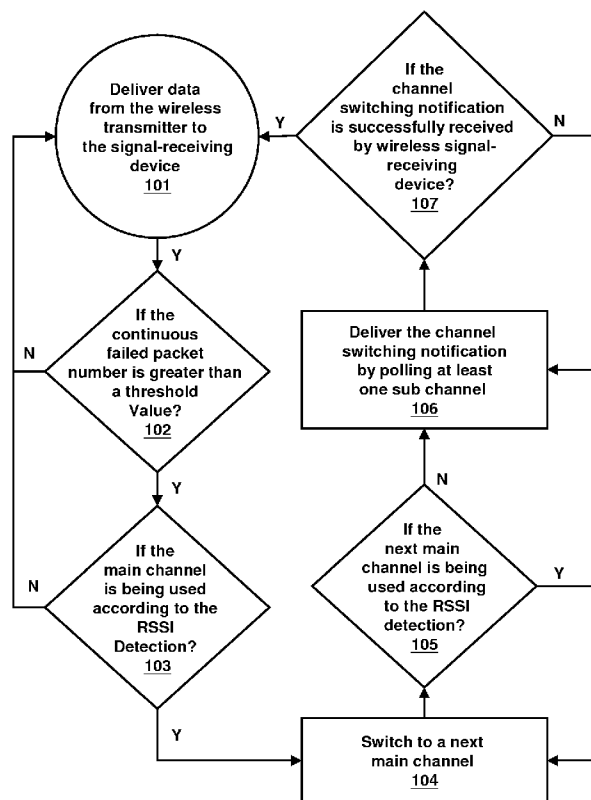 Deliver data
from the wireless
transmitter to
the signal-receiving
device
101
Y
If the
continuous
failed packet
number is greater than
a threshold
Value?
102
N
Y
If the
main channel
is being used
according to the
RSSI
Detection?
103
N
Y
Switch to a next
main channel
104
If the
next main
channel is being
used according
to the RSSI
detection?
105
Y
N
Deliver the channel
switching notification
by polling at least
one sub channel
106
If the
channel
switching notification
is successfully received
by wireless signal-
receiving
device?
107
Y
N